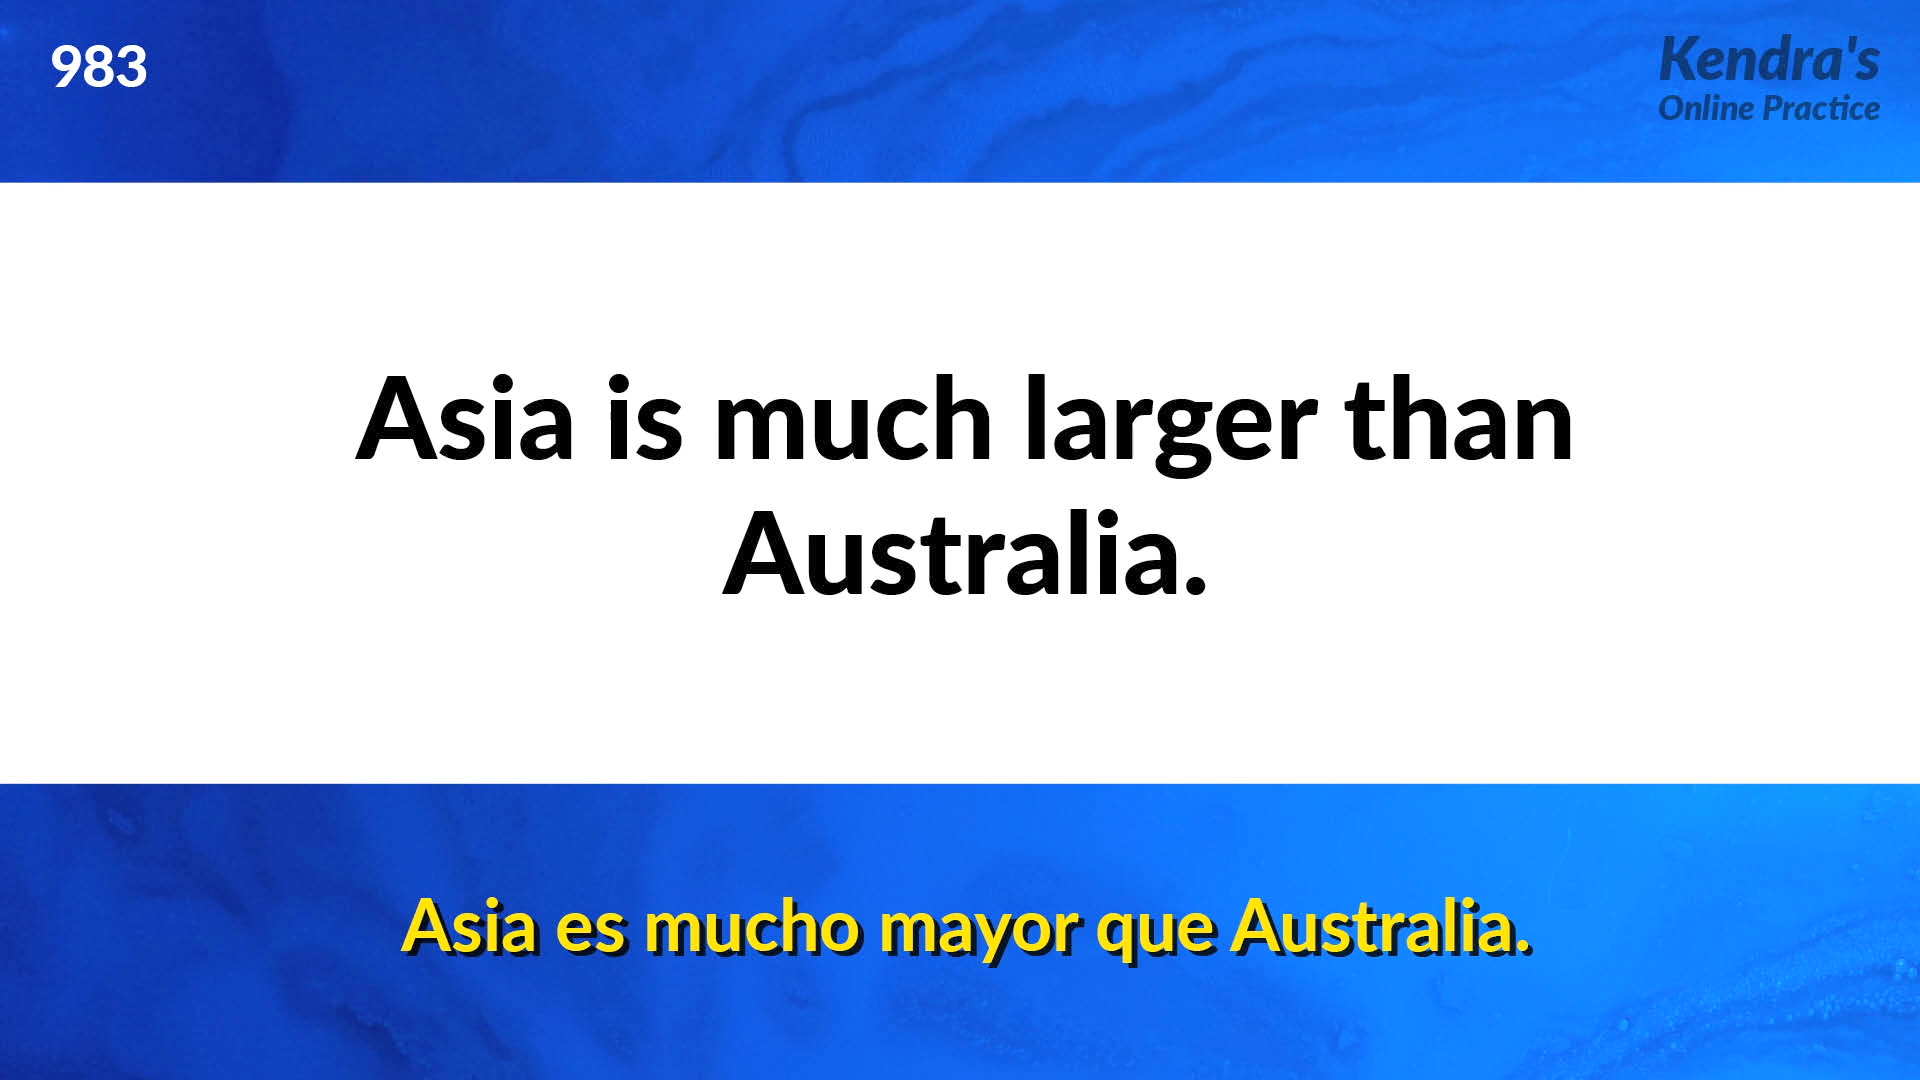 983
Kendra's
Online Practice
Asia is much larger than
Australia.
Asia es mucho mayor que Australia.